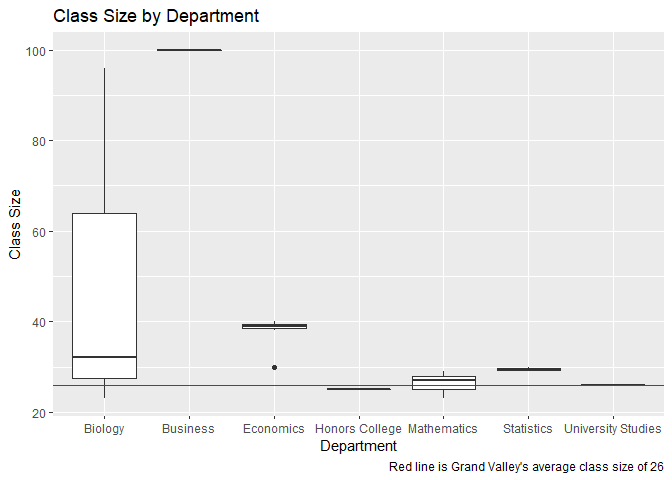 Class Size by Department
Class Size
100
80
60
40
20
Biology Business Economics Honors College Mathematics Statistics University Studies
Department
Red line is Grand Valley's average class size of 26